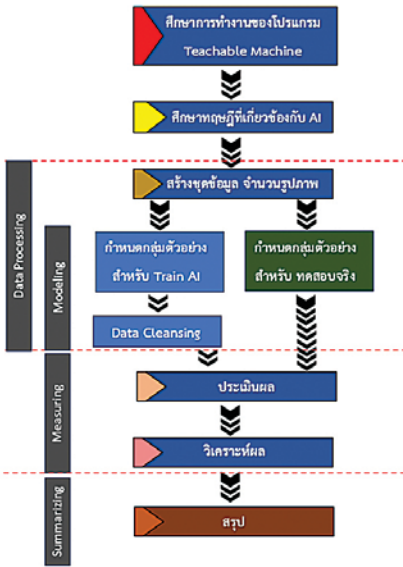 ศึกษาการทำงานของโปรแกรม
Teachable Machine
ศึกษาทฤษฎีที่เกี่ยวข้องกับ AI
สร้างชุดข้อมูล จำนวนรูปภาพ
กำหนดกลุ่มตัวอย่าง
สำหรับ Train AI
กำหนดกลุ่มตัวอย่าง
สำหรับ ทดสอบจริง
Data Cleansing
ประเมินผล
วิเคราะห์ผล
สรุป
Data Processing
Modeling
Measuring
Summarizing